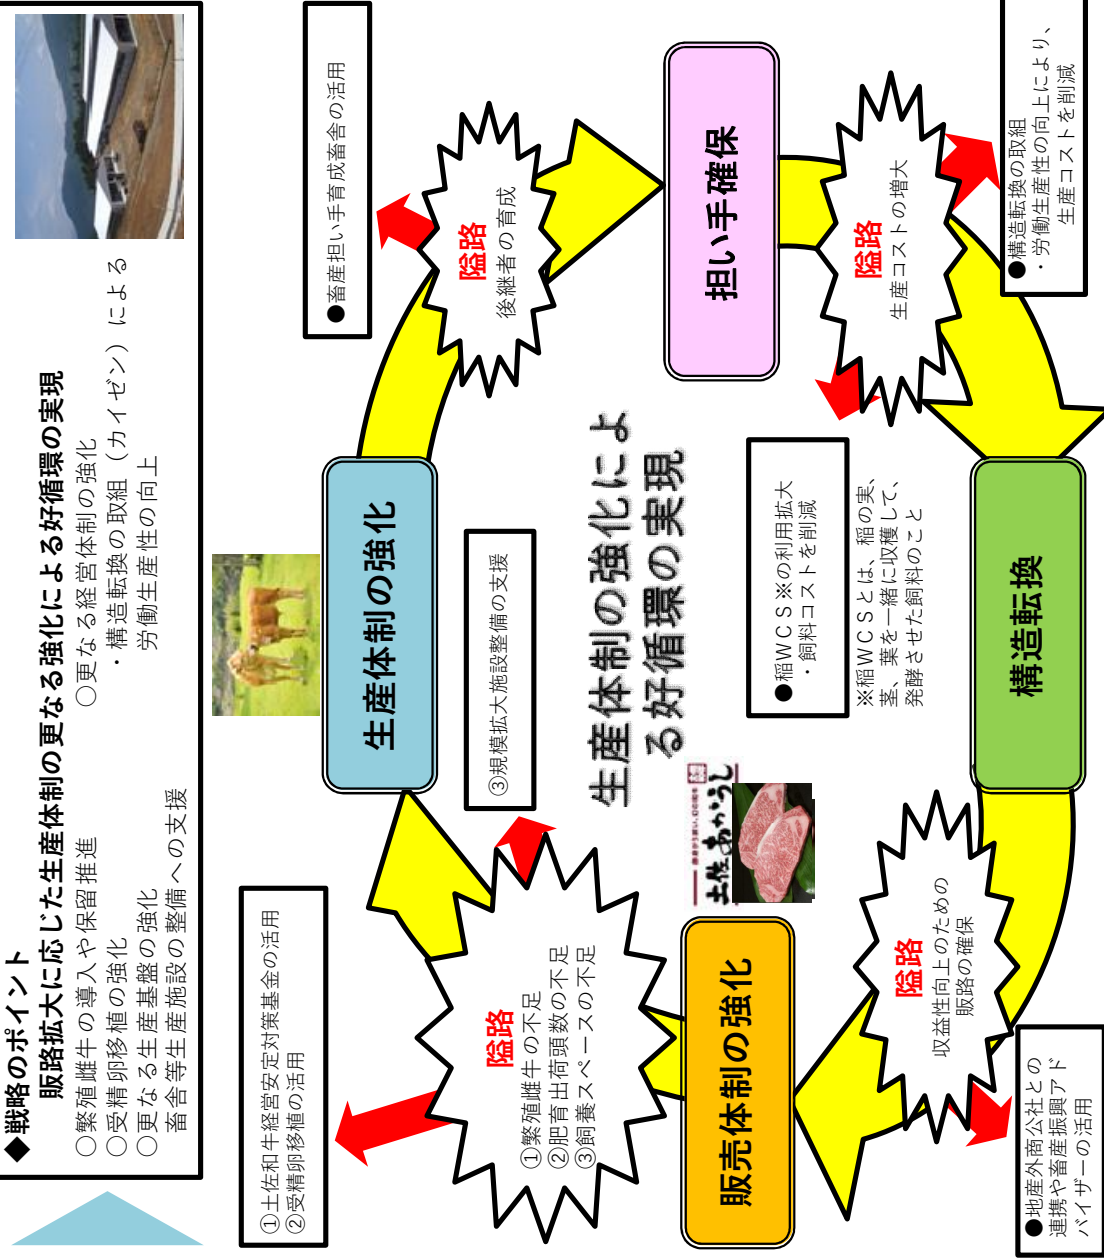 ◆戦略のポイント
販路拡大に応じた生産体制の更なる強化による好循環の実現
○繁殖雌牛の導入や保留推進
○受精卵移植の強化
○更なる生産基盤の強化
畜舎等生産施設の整備への支援
○更なる経営体制の強化
・構造転換の取組（カイゼン）による
労働生産性の向上
①土佐和牛経営安定対策基金の活用
②受精卵移植の活用
生産体制の強化
●畜産担い手育成畜舎の活用
隘路
①繁殖雌牛の不足
②肥育出荷頭数の不足
③飼養スペースの不足
③規模拡大施設整備の支援
隘路
後継者の育成
生産体制の強化によ
る好循環の実現
販売体制の強化
土佐あかうし
担い手確保
●稲WCS※の利用拡大
・飼料コストを削減
※稲WCSとは、稲の実、
茎、葉を一緒に収穫して、
発酵させた飼料のこと
隘路
生産コストの増大
隘路
収益性向上のための
販路の確保
構造転換
●地産外商公社との
連携や畜産振興アド
バイザーの活用
●構造転換の取組
・労働生産性の向上により、
生産コストを削減